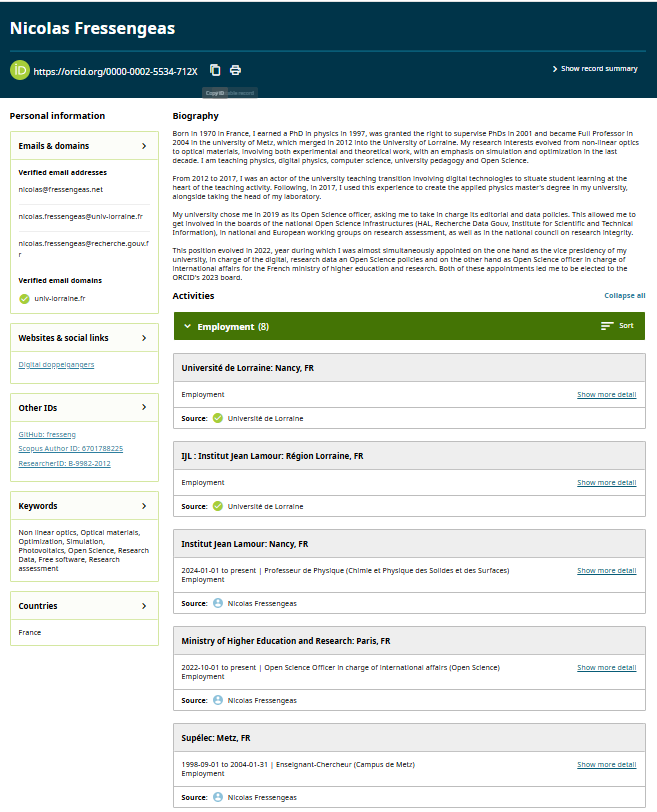 Nicolas Fressengeas
iD https://orcid.org/0000-0002-5534-712X
Show record summary
Copy iD
Personal information
Emails & domains
Verified email addresses
nicolas@fressengeas.net
nicolas.fressengeas@univ-lorraine.fr
nicolas.fressengeas@recherche.gouv.f
r
Verified email domains
univ-lorraine.fr
Websites & social links
Digital doppelgangers
Other IDs
GitHub: fresseng
Scopus Author ID: 6701788225
ResearcherID: B-9982-2012
Keywords
Non linear optics, Optical materials,
Optimization, Simulation,
Photovoltaics, Open Science, Research
Data, Free software, Research
assessment
Countries
France
Biography
Born in 1970 in France, I earned a PhD in physics in 1997, was granted the right to supervise PhDs in 2001 and became Full Professor in
2004 in the university of Metz, which merged in 2012 into the University of Lorraine. My research interests evolved from non-linear optics
to optical materials, involving both experimental and theoretical work, with an emphasis on simulation and optimization in the last
decade. I am teaching physics, digital physics, computer science, university pedagogy and Open Science.
From 2012 to 2017, I was an actor of the university teaching transition involving digital technologies to situate student learning at the
heart of the teaching activity. Following, in 2017, I used this experience to create the applied physics master's degree in my university,
alongside taking the head of my laboratory.
My university chose me in 2019 as its Open Science officer, asking me to take in charge its editorial and data policies. This allowed me to
get involved in the boards of the national Open Science infrastructures (HAL, Recherche Data Gouv, Institute for Scientific and Technical
Information), in national and European working groups on research assessment, as well as in the national council on research integrity.
This position evolved in 2022, year during which I was almost simultaneously appointed on the one hand as the vice presidency of my
university, in charge of the digital, research data an Open Science policies and on the other hand as Open Science officer in charge of
international affairs for the French ministry of higher education and research. Both of these appointments led me to be elected to the
ORCID's 2023 board.
Activities
Collapse all
Employment (8)
Sort
Université de Lorraine: Nancy, FR
Employment
Show more detail
Source: Université de Lorraine
IJL : Institut Jean Lamour: Région Lorraine, FR
Employment
Show more detail
Source: Université de Lorraine
Institut Jean Lamour: Nancy, FR
2024-01-01 to present | Professeur de Physique (Chimie et Physique des Solides et des Surfaces)
Employment
Show more detail
Source: Nicolas Fressengeas
Ministry of Higher Education and Research: Paris, FR
2022-10-01 to present | Open Science Officer in charge of international affairs (Open Science)
Employment
Show more detail
Source: Nicolas Fressengeas
Supélec: Metz, FR
1998-09-01 to 2004-01-31 | Enseignant-Chercheur (Campus de Metz)
Employment
Show more detail
Source: Nicolas Fressengeas